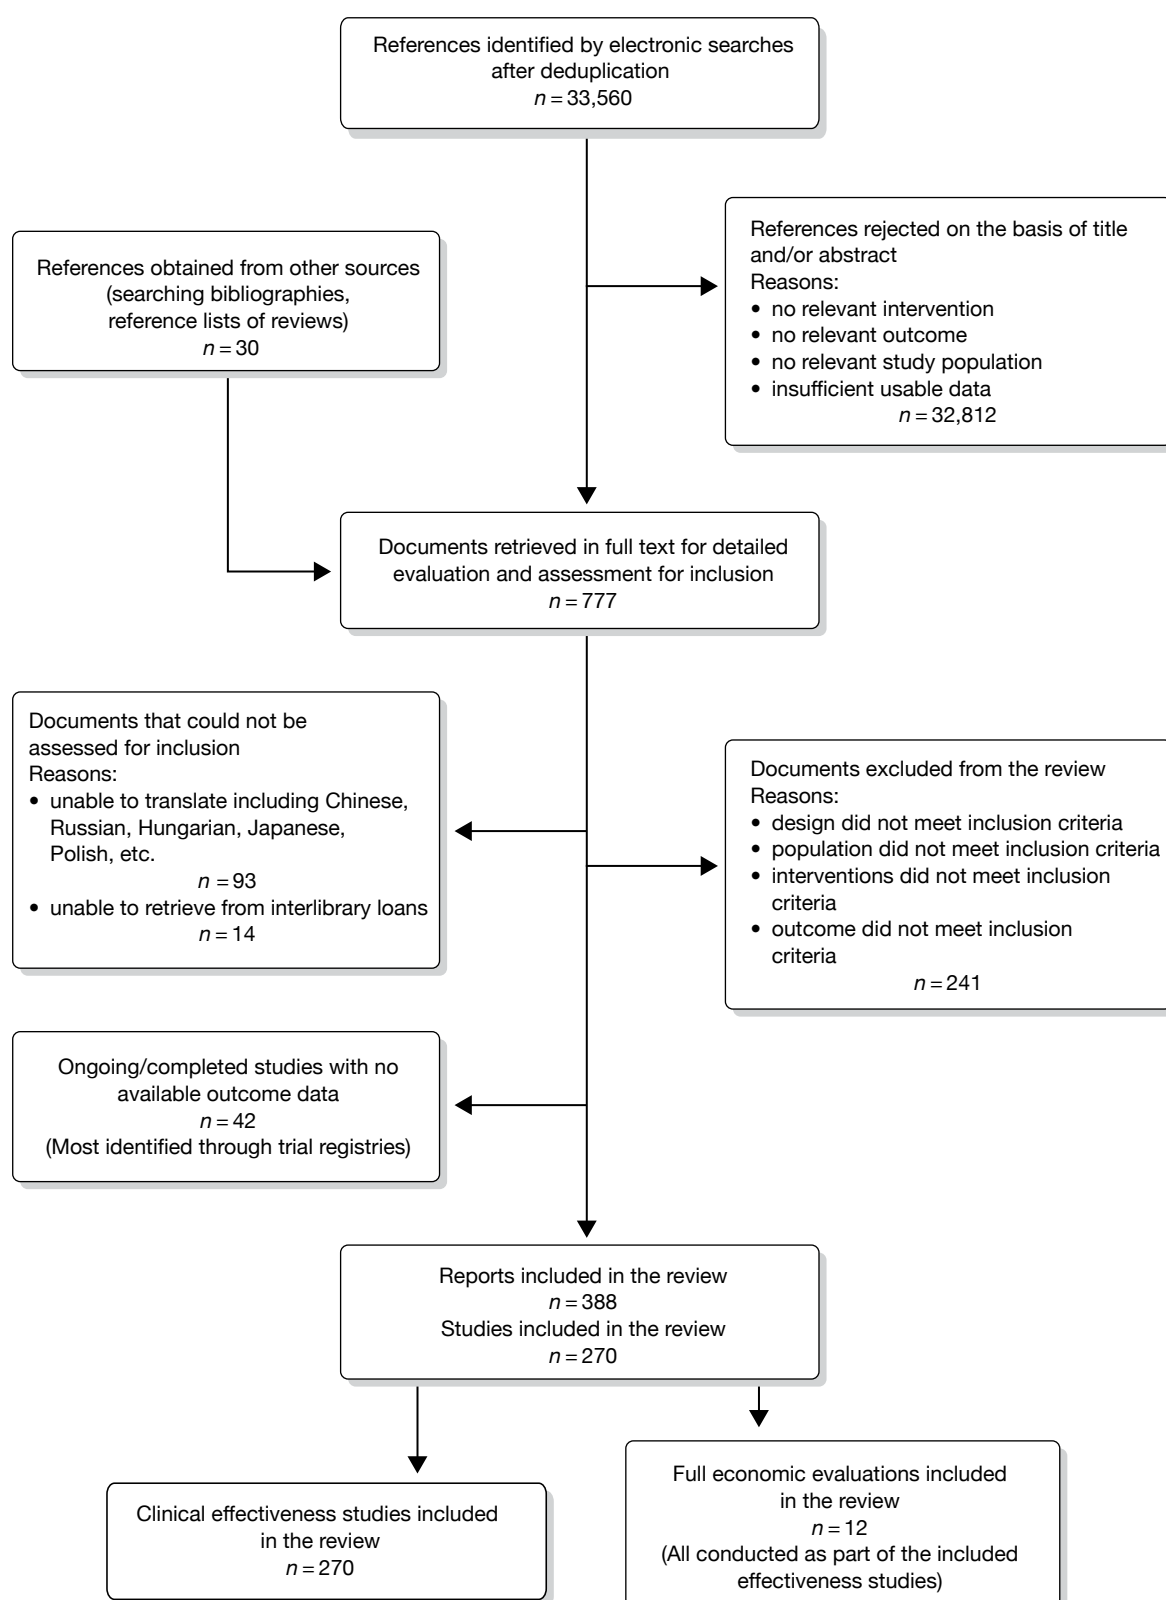 References identified by electronic searches
after deduplication
n = 33,560
References rejected on the basis of title
and/or abstract
Reasons:
• no relevant intervention
• no relevant outcome
• no relevant study population
• insufficient usable data
n = 32,812
References obtained from other sources
(searching bibliographies,
reference lists of reviews)
n = 30
Documents retrieved in full text for detailed
evaluation and assessment for inclusion
n = 777
Documents that could not be
assessed for inclusion
Reasons:
• unable to translate including Chinese,
Russian, Hungarian, Japanese,
Polish, etc.
n = 93
• unable to retrieve from interlibrary loans
n = 14
Documents excluded from the review
Reasons:
• design did not meet inclusion criteria
• population did not meet inclusion criteria
• interventions did not meet inclusion
criteria
• outcome did not meet inclusion
criteria
n = 241
Ongoing/completed studies with no
available outcome data
n = 42
(Most identified through trial registries)
Reports included in the review
n = 388
Studies included in the review
n = 270
Clinical effectiveness studies included
in the review
n = 270
Full economic evaluations included
in the review
n = 12
(All conducted as part of the included
effectiveness studies)